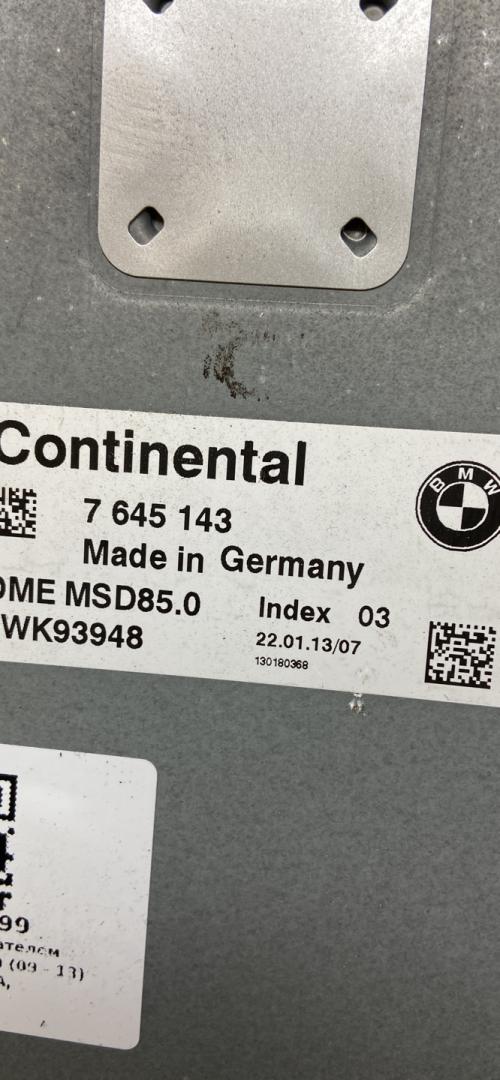 Continental
BMW
7 645 143
Made in Germany
DME MSD85.0
Index 03
WK93948
22.01.13/07
130180368
99
(09 - 13)